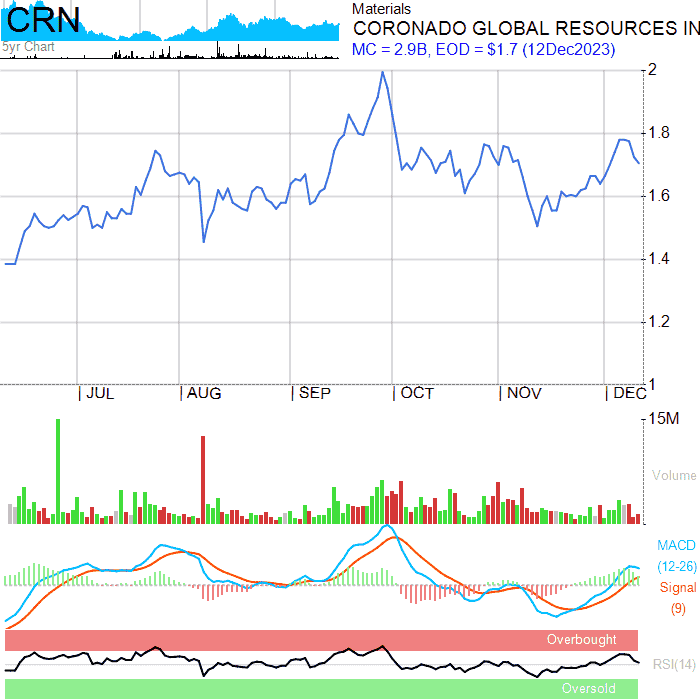 CRN
5yr Chart
Materials
CORONADO GLOBAL RESOURCES IN
MC = 2.9B, EOD = $1.7 (12Dec2023)
2
1.8
1.6
1.4
1.2
1
JUL
AUG
SEP
OCT
NOV
DEC
15M
Volume
MACD
(12-26)
Signal
(9)
Overbought
RSI(14)
Oversold